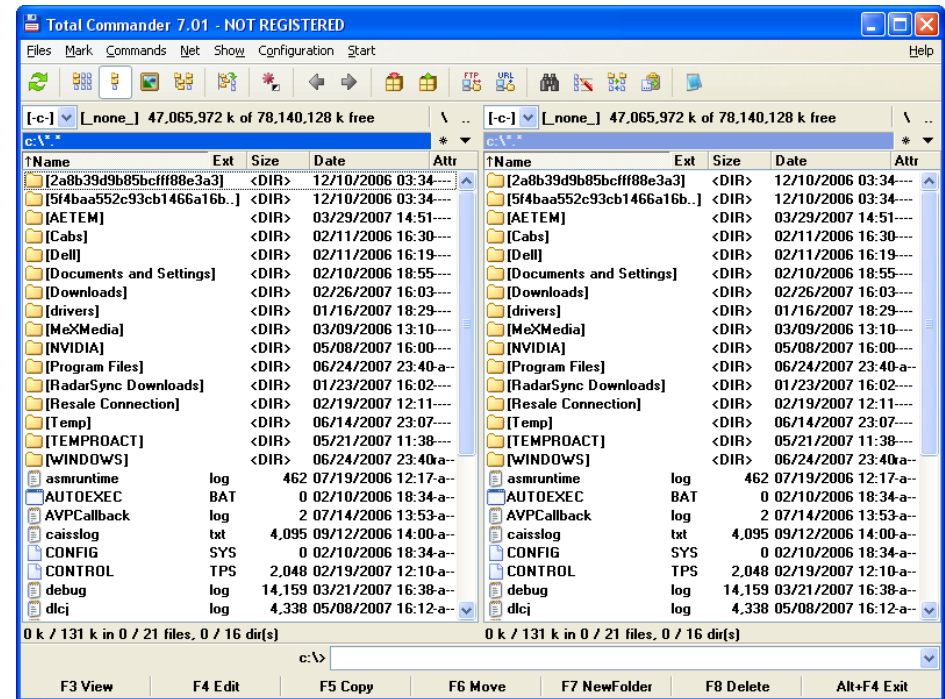 Total Commander 7.01 - NOT REGISTERED
Files Mark Commands Net Show Configuration Start Help
FTP URL
[-c-] [_none_] 47,065,972 k of 78,140,128 k free \ .. [-c-] [_none_] 47,065,972 k of 78,140,128 k free \ ..
c:\*.* * ▼ c:\*.* * ▼
↑Name Ext Size Date Attr ↑Name Ext Size Date Attr
[2a8b39d9b85bcfff88e3a3] <DIR> 12/10/2006 03:34---- [2a8b39d9b85bcfff88e3a3] <DIR> 12/10/2006 03:34----
[5f4baa552c93cb1466a16b..] <DIR> 12/10/2006 03:34---- [5f4baa552c93cb1466a16b..] <DIR> 12/10/2006 03:34----
[AETEM] <DIR> 03/29/2007 14:51---- [AETEM] <DIR> 03/29/2007 14:51----
[Cabs] <DIR> 02/11/2006 16:30---- [Cabs] <DIR> 02/11/2006 16:30----
[Dell] <DIR> 02/11/2006 16:19---- [Dell] <DIR> 02/11/2006 16:19----
[Documents and Settings] <DIR> 02/10/2006 18:55---- [Documents and Settings] <DIR> 02/10/2006 18:55----
[Downloads] <DIR> 02/26/2007 16:03---- [Downloads] <DIR> 02/26/2007 16:03----
[drivers] <DIR> 01/16/2007 18:29---- [drivers] <DIR> 01/16/2007 18:29----
[MeXMedia] <DIR> 03/09/2006 13:10---- [MeXMedia] <DIR> 03/09/2006 13:10----
[NVIDIA] <DIR> 05/08/2007 16:00---- [NVIDIA] <DIR> 05/08/2007 16:00----
[Program Files] <DIR> 06/24/2007 23:40-a-- [Program Files] <DIR> 06/24/2007 23:40-a--
[RadarSync Downloads] <DIR> 01/23/2007 16:02---- [RadarSync Downloads] <DIR> 01/23/2007 16:02----
[Resale Connection] <DIR> 02/19/2007 12:11---- [Resale Connection] <DIR> 02/19/2007 12:11----
[Temp] <DIR> 06/14/2007 23:07---- [Temp] <DIR> 06/14/2007 23:07----
[TEMPROACT] <DIR> 05/21/2007 11:38---- [TEMPROACT] <DIR> 05/21/2007 11:38----
[WINDOWS] <DIR> 06/24/2007 23:40ra-- [WINDOWS] <DIR> 06/24/2007 23:40ra--
asmruntime log 462 07/19/2006 12:17-a-- asmruntime log 462 07/19/2006 12:17-a--
AUTOEXEC BAT 0 02/10/2006 18:34-a-- AUTOEXEC BAT 0 02/10/2006 18:34-a--
AVPCallback log 2 07/14/2006 13:53-a-- AVPCallback log 2 07/14/2006 13:53-a--
caisslog txt 4,095 09/12/2006 14:00-a-- caisslog txt 4,095 09/12/2006 14:00-a--
CONFIG SYS 0 02/10/2006 18:34-a-- CONFIG SYS 0 02/10/2006 18:34-a--
CONTROL TPS 2,048 02/19/2007 12:10-a-- CONTROL TPS 2,048 02/19/2007 12:10-a--
debug log 14,159 03/21/2007 16:38-a-- debug log 14,159 03/21/2007 16:38-a--
dlcj log 4,338 05/08/2007 16:12-a-- dlcj log 4,338 05/08/2007 16:12-a--
0 k / 131 k in 0 / 21 files, 0 / 16 dir(s) 0 k / 131 k in 0 / 21 files, 0 / 16 dir(s)
c:\>
F3 View F4 Edit F5 Copy F6 Move F7 NewFolder F8 Delete Alt+F4 Exit